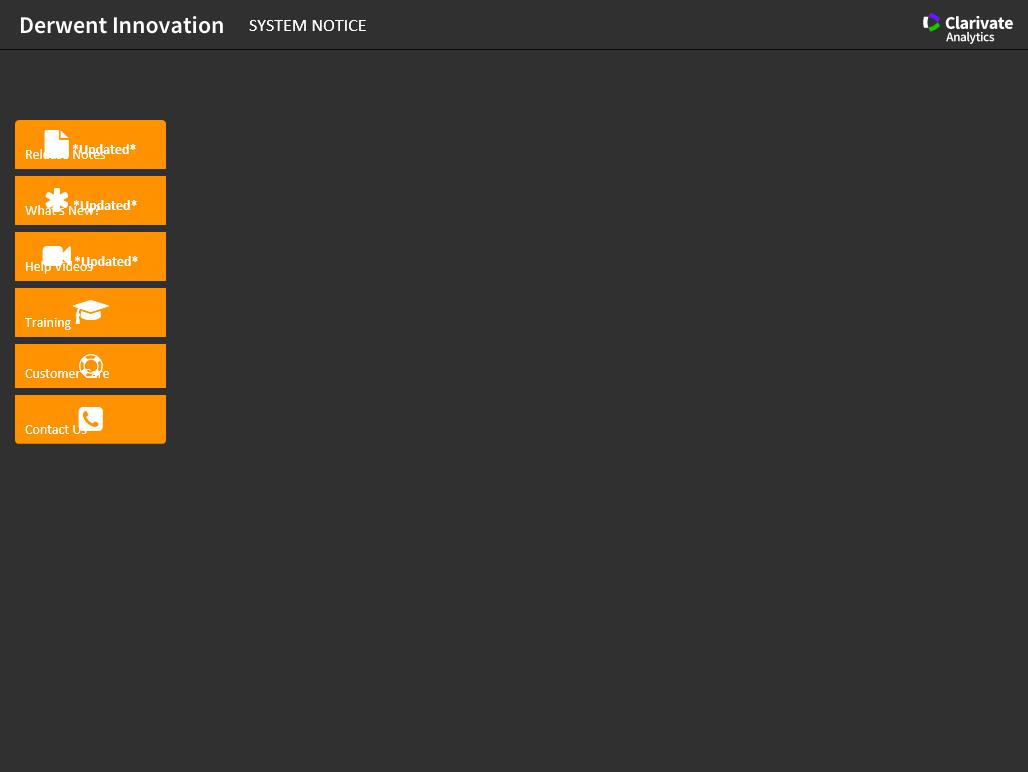 Derwent Innovation SYSTEM NOTICE
Clarivate
Analytics
*Updated*
Release Notes
*Updated*
What's New?
*Updated*
Help Videos
Training
Customer Care
Contact Us